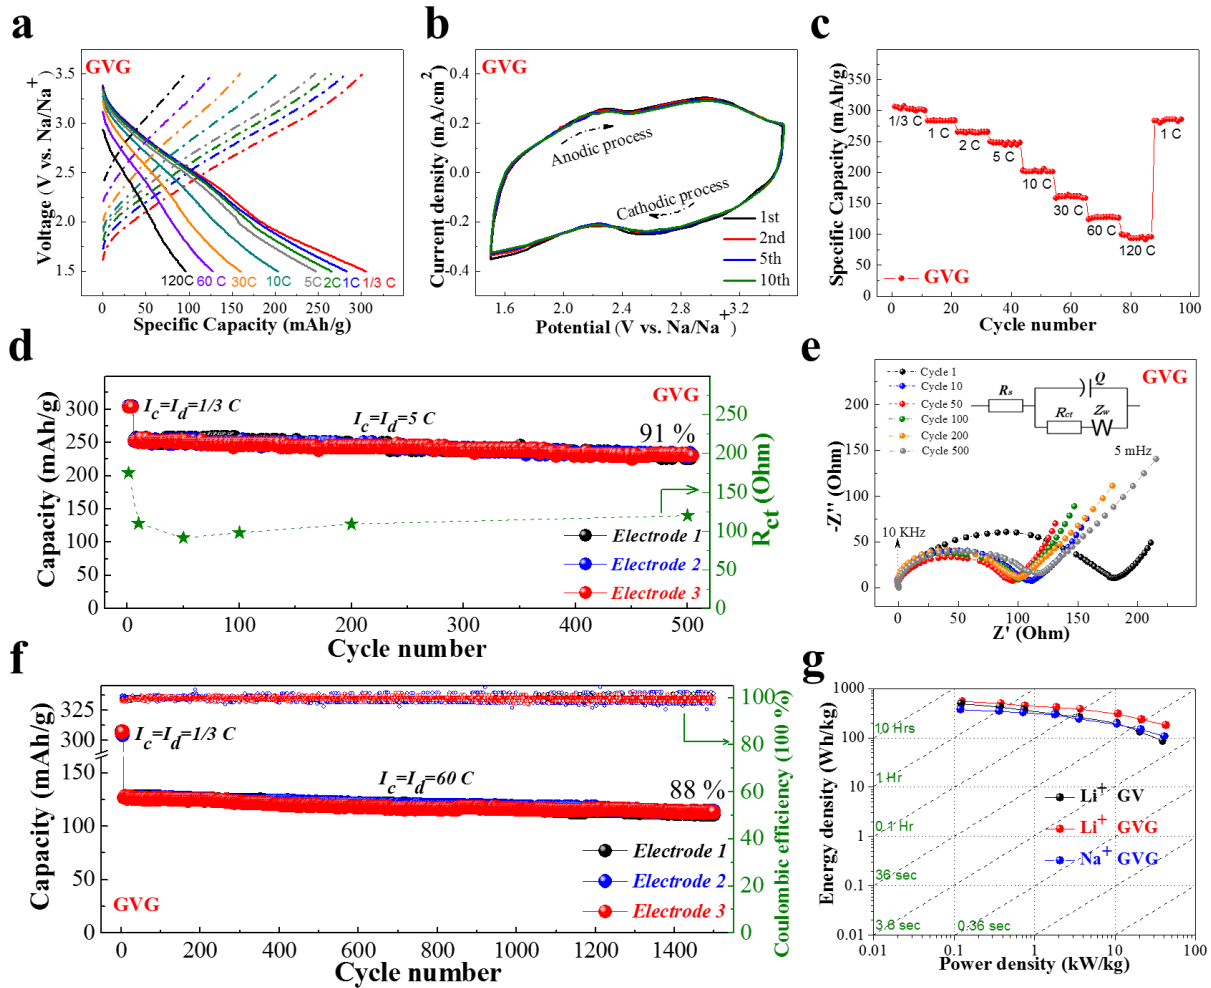 a
GVG
Voltage (V vs. Na/Na+
3.5
3.0
2.5
2.0
1.5
120C 60 C 30C 10C 5C 2C 1C 1/3 C
0 50 100 150 200 250 300
Specific Capacity (mAh/g)
b
GVG
Current density (mA/cm2)
0.4
0.2
0.0
-0.2
-0.4
Anodic process
Cathodic process
1st
2nd
5th
10th
1.6 2.0 2.4 2.8 3.2 3.6
Potential (V vs. Na/Na+)
c
Specific Capacity (mAh/g)
400
350
300
250
200
150
100
50
0
1/3 C
1 C
2 C
5 C
10 C
30 C
60 C
120 C
1 C
GVG
0 20 40 60 80 100
Cycle number
d
GVG
Capacity (mAh/g)
300
250
200
150
100
50
0
Ic=Id=1/3 C
Ic=Id=5 C
91 %
Electrode 1
Electrode 2
Electrode 3
250
200
150
100
50
0
Rct (Ohm)
0 100 200 300 400 500
Cycle number
e
GVG
-Z'' (Ohm)
200
150
100
50
0
Cycle 1
Cycle 10
Cycle 50
Cycle 100
Cycle 200
Cycle 500
Rs
Q
Rct
Zw
W
5 mHz
10 KHz
0 50 100 150 200
Z' (Ohm)
f
Capacity (mAh/g)
325
300
150
100
50
0
Ic=Id=1/3 C
Ic=Id=60 C
88 %
Electrode 1
Electrode 2
Electrode 3
GVG
100
80
60
40
20
0
Coulombic efficiency (100 %)
0 200 400 600 800 1000 1200 1400
Cycle number
g
Energy density (Wh/kg)
1000
100
10
1
0.1
0.01
10 Hrs
1 Hr
0.1 Hr
36 sec
3.6 sec
0.36 sec
Li+ GV
Li+ GVG
Na+ GVG
0.01 0.1 1 10 100
Power density (kW/kg)